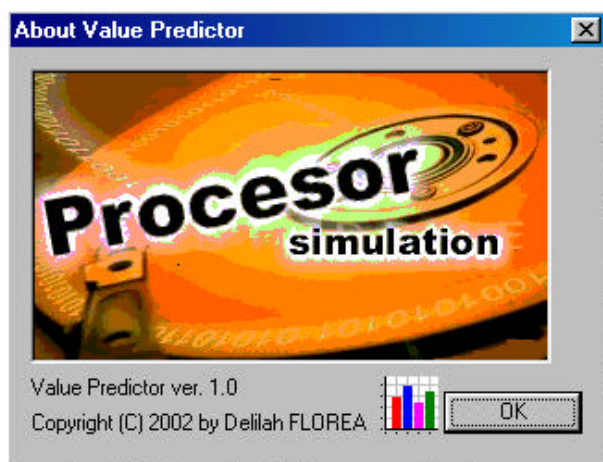 About Value Predictor
Procesor
simulation
Value Predictor ver. 1.0
Copyright (C) 2002 by Delilah FLOREA
OK